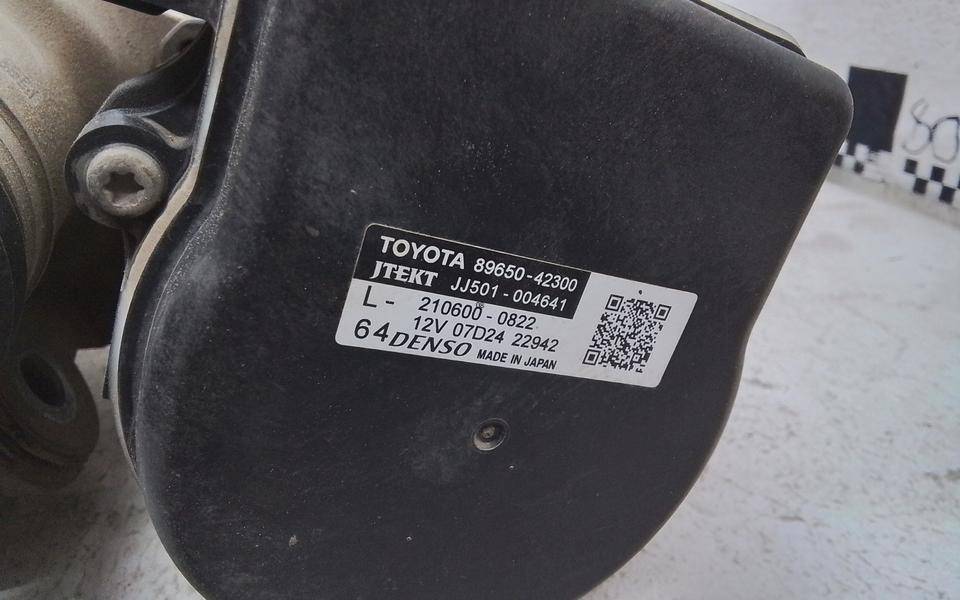 TOYOTA 89650-42300
JTEKT JJ501-004641
L- 210600-0822
12V 07D24 22942
64 DENSO MADE IN JAPAN